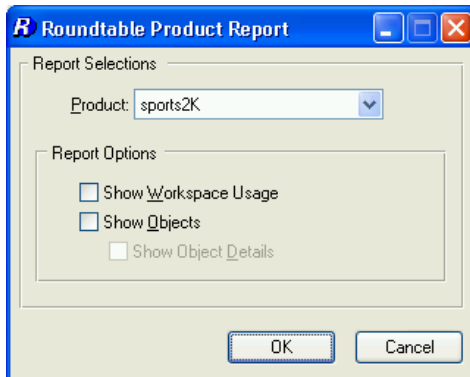 R Roundtable Product Report
Report Selections
Product: sports2K
Report Options
Show Workspace Usage
Show Objects
Show Object Details
OK Cancel